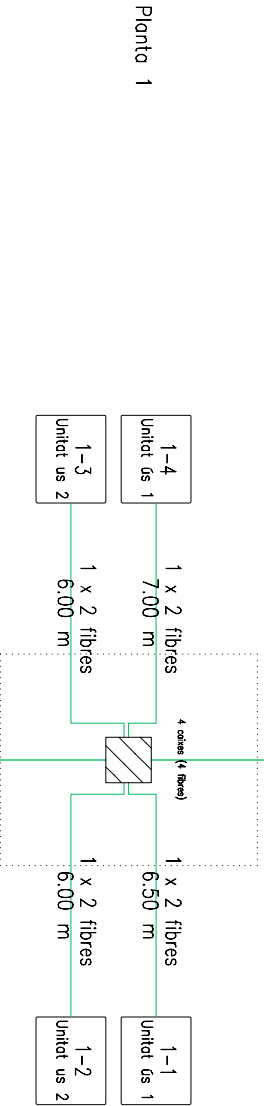 Planta 1
1-4
Unitat ús 1
1 x 2 fibres
7.00 m
1-3
Unitat us 2
1 x 2 fibres
6.00 m
4 caixes (4 fibres)
1 x 2 fibres
6.50 m
1-1
Unitat ús 1
1 x 2 fibres
6.00 m
1-2
Unitat us 2